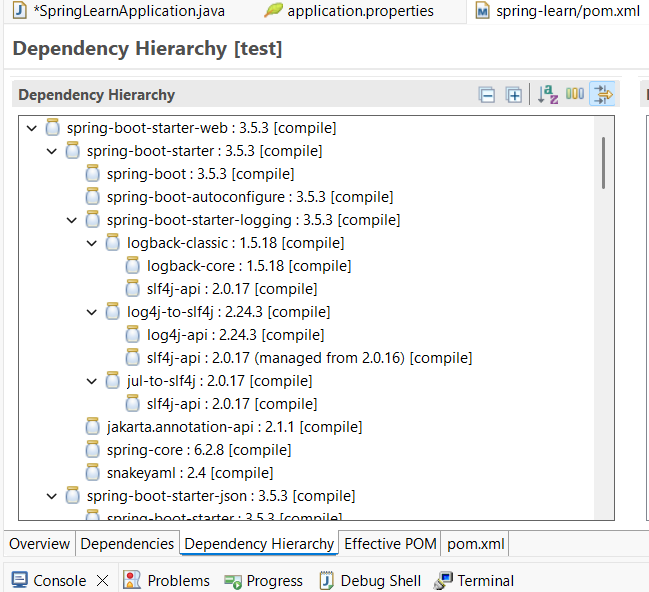 *SpringLearnApplication.java application.properties spring-learn/pom.xml
Dependency Hierarchy [test]
Dependency Hierarchy
spring-boot-starter-web : 3.5.3 [compile]
spring-boot-starter : 3.5.3 [compile]
spring-boot : 3.5.3 [compile]
spring-boot-autoconfigure : 3.5.3 [compile]
spring-boot-starter-logging : 3.5.3 [compile]
logback-classic : 1.5.18 [compile]
logback-core : 1.5.18 [compile]
slf4j-api : 2.0.17 [compile]
log4j-to-slf4j : 2.24.3 [compile]
log4j-api : 2.24.3 [compile]
slf4j-api : 2.0.17 (managed from 2.0.16) [compile]
jul-to-slf4j : 2.0.17 [compile]
slf4j-api : 2.0.17 [compile]
jakarta.annotation-api : 2.1.1 [compile]
spring-core : 6.2.8 [compile]
snakeyaml : 2.4 [compile]
spring-boot-starter-json : 3.5.3 [compile]
spring-boot-starter : 3.5.3 [compile]
Overview Dependencies Dependency Hierarchy Effective POM pom.xml
Console Problems Progress Debug Shell Terminal